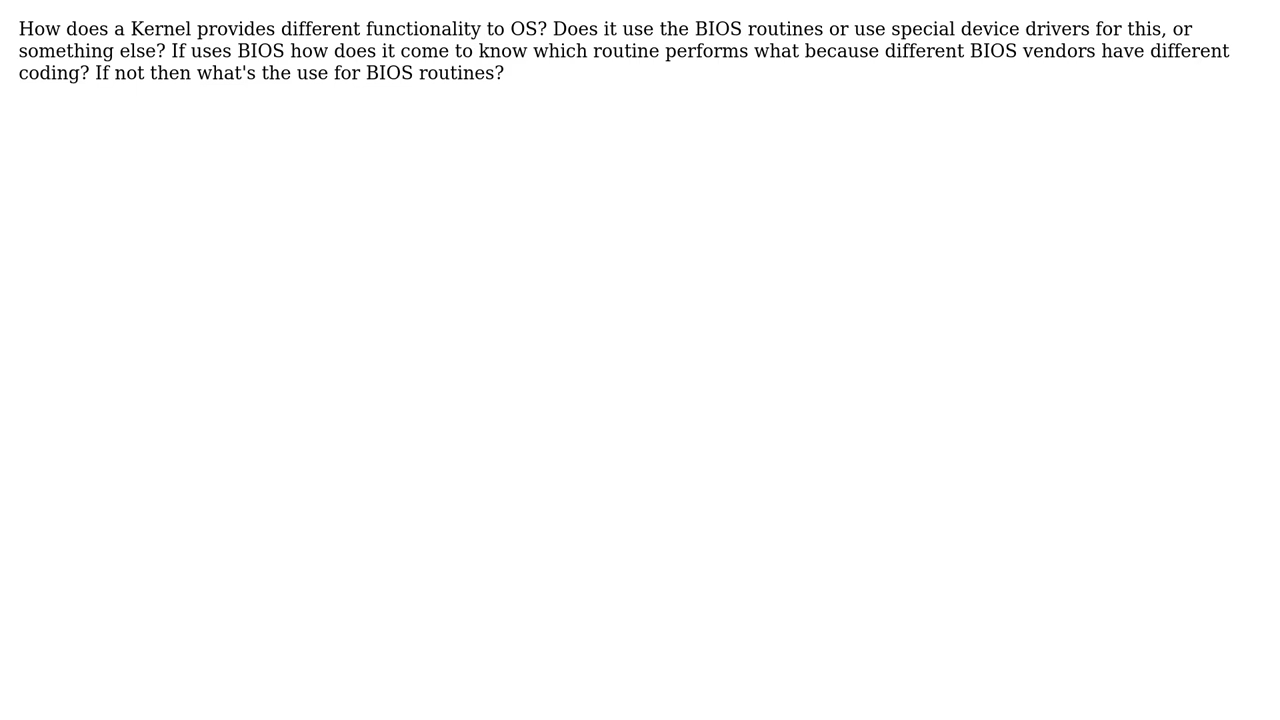 How does a Kernel provides different functionality to OS? Does it use the BIOS routines or use special device drivers for this, or
something else? If uses BIOS how does it come to know which routine performs what because different BIOS vendors have different
coding? If not then what's the use for BIOS routines?